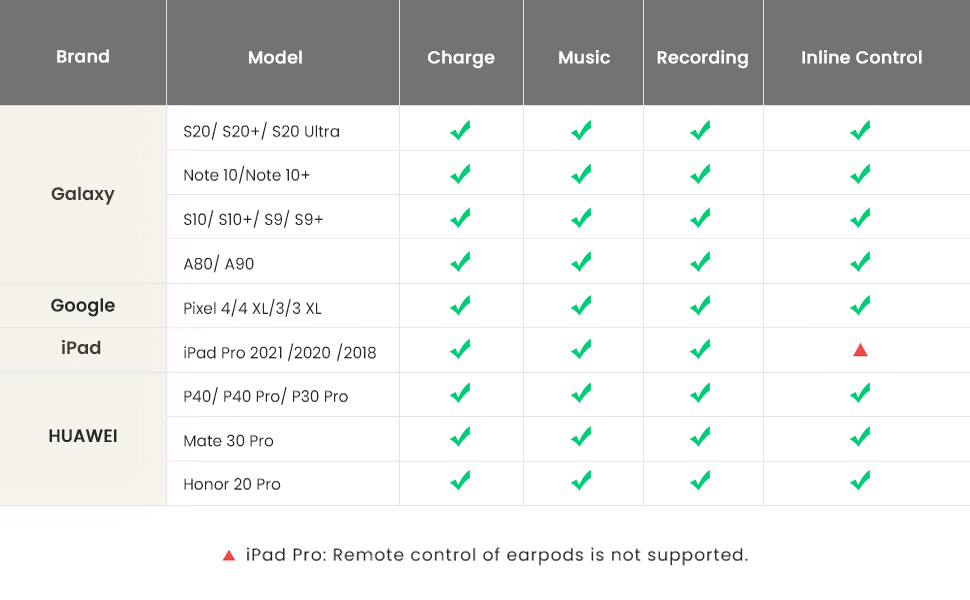 Brand Model Charge Music Recording Inline Control
Galaxy
S20/ S20+/ S20 Ultra
Note 10/Note 10+
S10/ S10+/ S9/ S9+
A80/ A90
Google Pixel 4/4 XL/3/3 XL
iPad iPad Pro 2021 /2020 /2018
HUAWEI
P40/ P40 Pro/ P30 Pro
Mate 30 Pro
Honor 20 Pro
iPad Pro: Remote control of earpods is not supported.